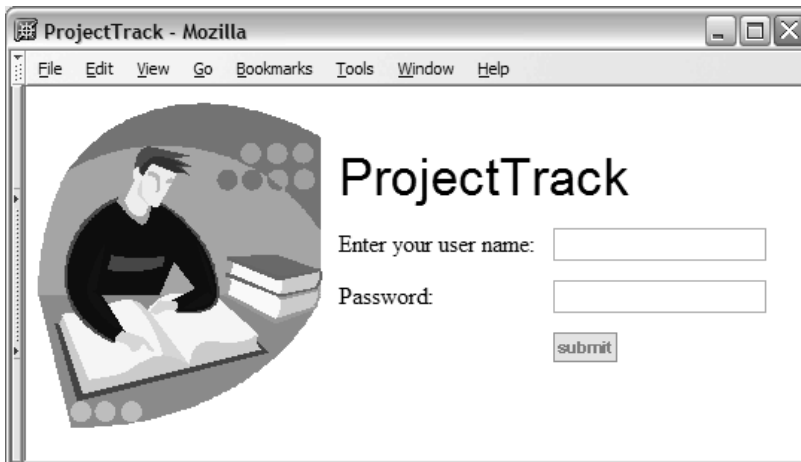 ProjectTrack - Mozilla
File Edit View Go Bookmarks Tools Window Help
ProjectTrack
Enter your user name:
Password:
submit